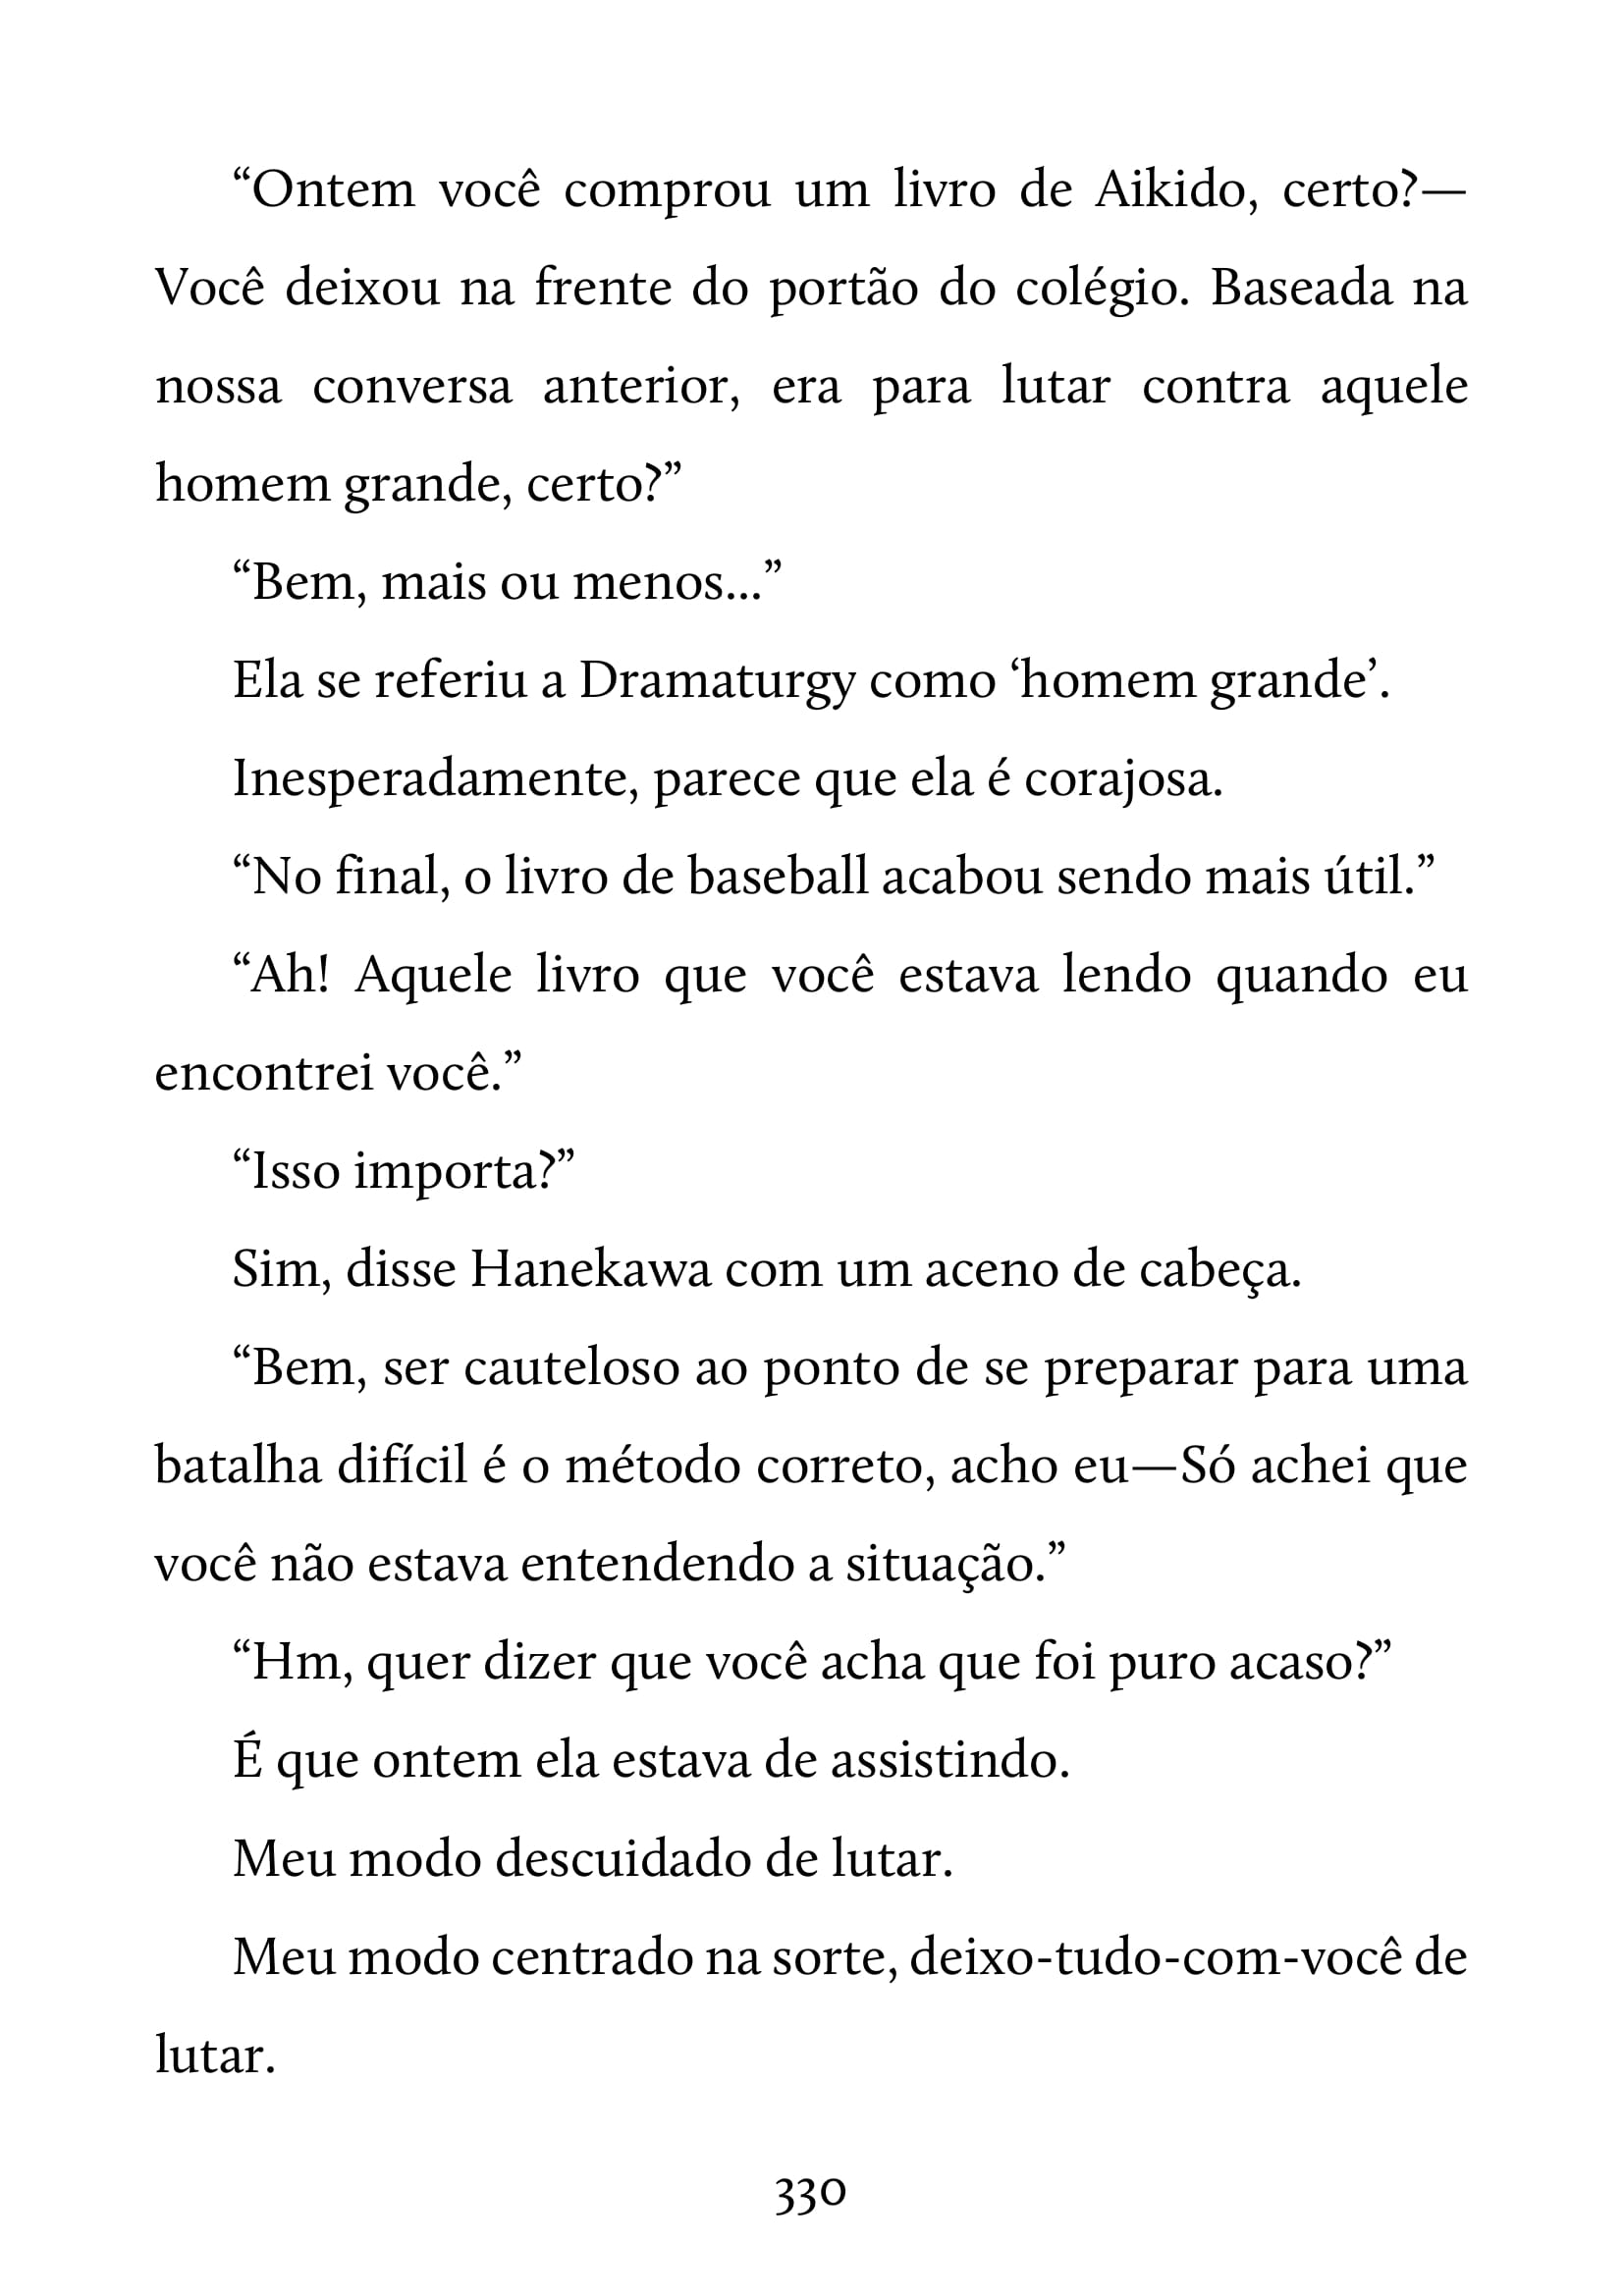 “Ontem você comprou um livro de Aikido, certo?—
Você deixou na frente do portão do colégio. Baseada na
nossa conversa anterior, era para lutar contra aquele
homem grande, certo?”
“Bem, mais ou menos...”
Ela se referiu a Dramaturgy como ‘homem grande’.
Inesperadamente, parece que ela é corajosa.
“No final, o livro de baseball acabou sendo mais útil.”
“Ah! Aquele livro que você estava lendo quando eu
encontrei você.”
“Isso importa?”
Sim, disse Hanekawa com um aceno de cabeça.
“Bem, ser cauteloso ao ponto de se preparar para uma
batalha difícil é o método correto, acho eu—Só achei que
você não estava entendendo a situação.”
“Hm, quer dizer que você acha que foi puro acaso?”
É que ontem ela estava de assistindo.
Meu modo descuidado de lutar.
Meu modo centrado na sorte, deixo-tudo-com-você de
lutar.
330